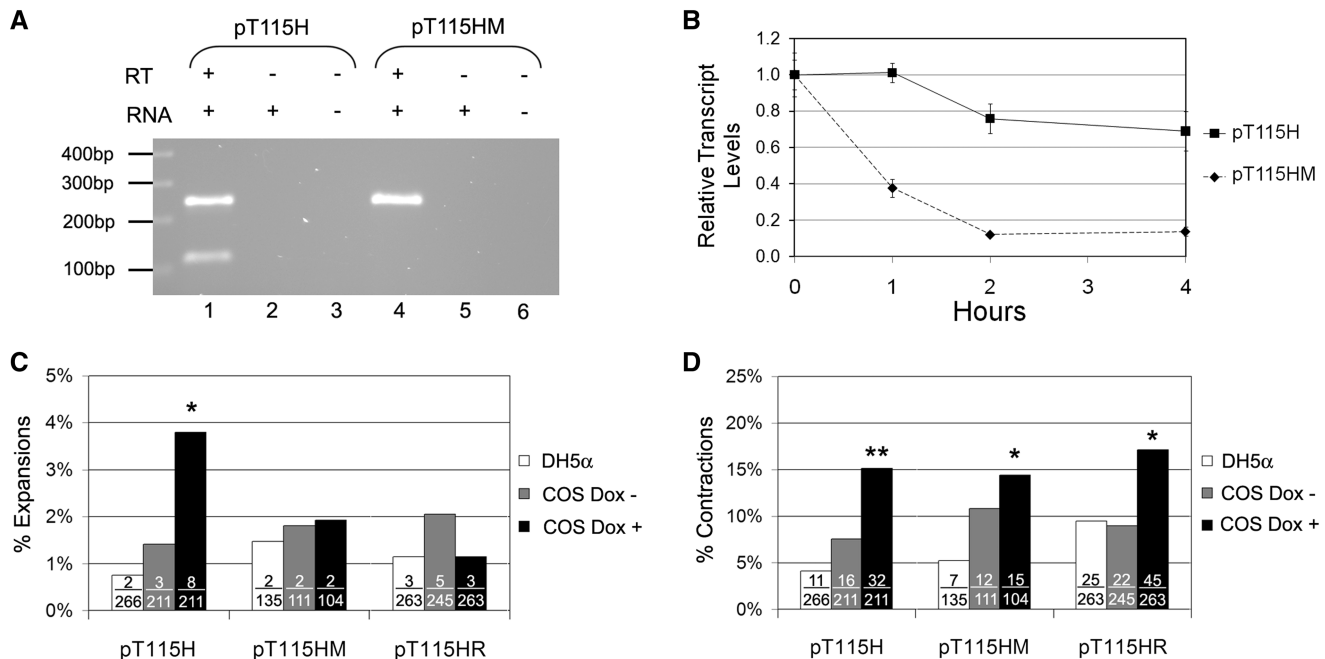 A
pT115H pT115HM
RT + - - + - -
RNA + + - + + -
400bp
300bp
200bp
100bp
1 2 3 4 5 6
B
Relative Transcript
Levels
1.2
1.0
0.8
0.6
0.4
0.2
0.0
0 1 2 3 4
Hours
pT115H
pT115HM
C
% Expansions
5%
4%
3%
2%
1%
0%
*
2 3 8 2 2 2 3 5 3
266 211 211 135 111 104 263 245 263
pT115H pT115HM pT115HR
DH5α
COS Dox -
COS Dox +
D
% Contractions
25%
20%
15%
10%
5%
0%
** * *
11 16 32 7 12 15 25 22 45
266 211 211 135 111 104 263 245 263
pT115H pT115HM pT115HR
DH5α
COS Dox -
COS Dox +